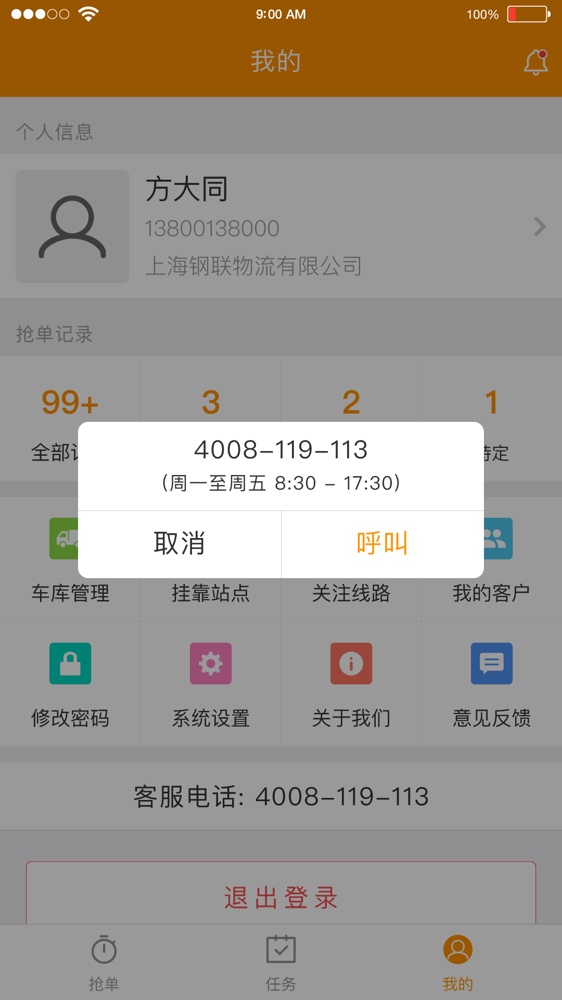 9:00 AM
100%
我的
个人信息
方大同
13800138000
上海钢联物流有限公司
抢单记录
99+
3
2
1
全部
定
4008-119-113
(周一至周五 8:30 - 17:30)
取消
呼叫
车库管理
挂靠站点
关注线路
我的客户
修改密码
系统设置
关于我们
意见反馈
客服电话: 4008-119-113
退出登录
抢单
任务
我的